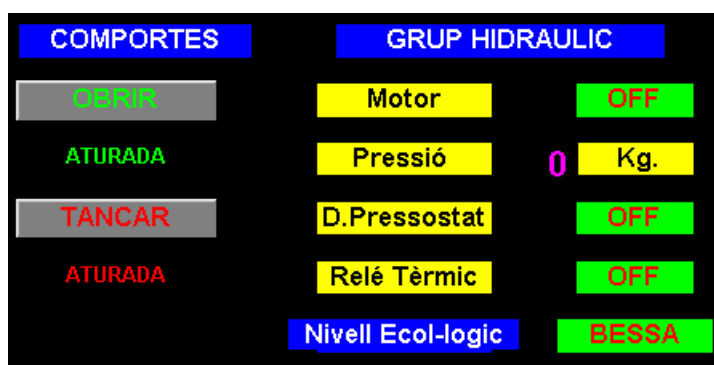 COMPORTES GRUP HIDRAULIC
OBRIR Motor OFF
ATURADA Pressió 0 Kg.
TANCAR D.Pressostat OFF
ATURADA Relé Tèrmic OFF
Nivell Ecol-logic BESSA